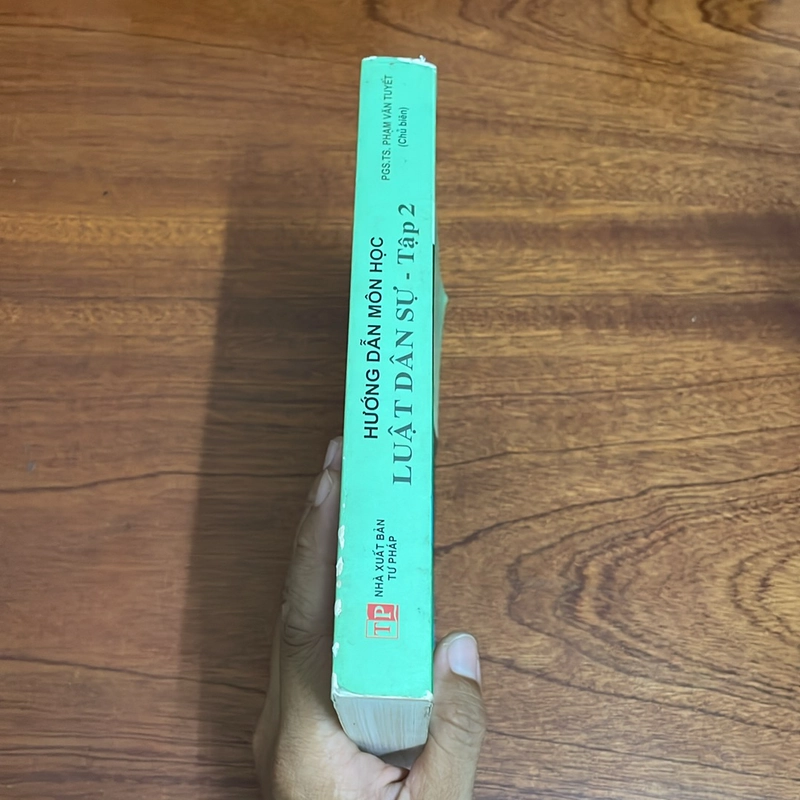 PGS.TS. PHẠM VĂN TUYẾT
(Chủ biên)
HƯỚNG DẪN MÔN HỌC
LUẬT DÂN SỰ - Tập 2
NHÀ XUẤT BẢN
TƯ PHÁP
TP